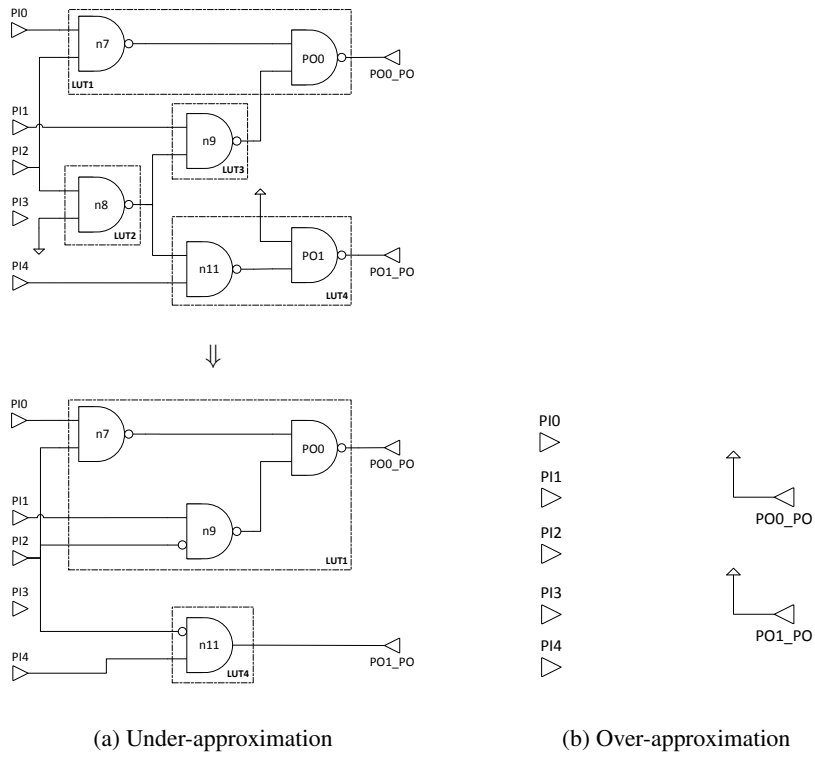 PI0
n7
PO0
LUT1
PO0_PO
PI1
n9
LUT3
PI2
n8
LUT2
PI3
PO1
PO1_PO
n11
PI4
LUT4
⇓
PI0
n7
PO0
PO0_PO
PI1
n9
PI2
LUT1
PI3
n11
PI4
PO1_PO
LUT4
(a) Under-approximation
PI0
PI1
PO0_PO
PI2
PI3
PO1_PO
PI4
(b) Over-approximation